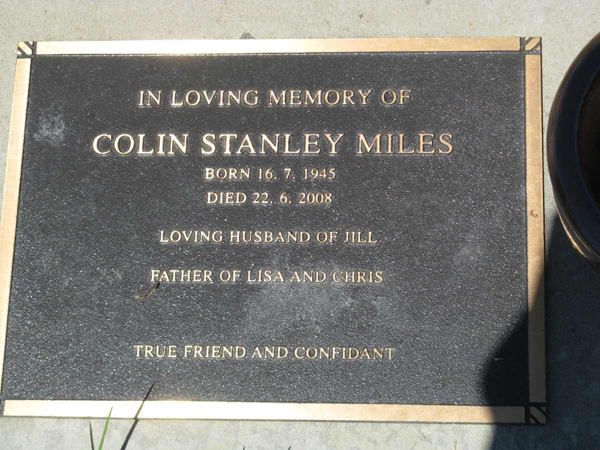 IN LOVING MEMORY OF
COLIN STANLEY MILES
BORN 16. 7. 1945
DIED 22. 6. 2008
LOVING HUSBAND OF JILL
FATHER OF LISA AND CHRIS
TRUE FRIEND AND CONFIDANT